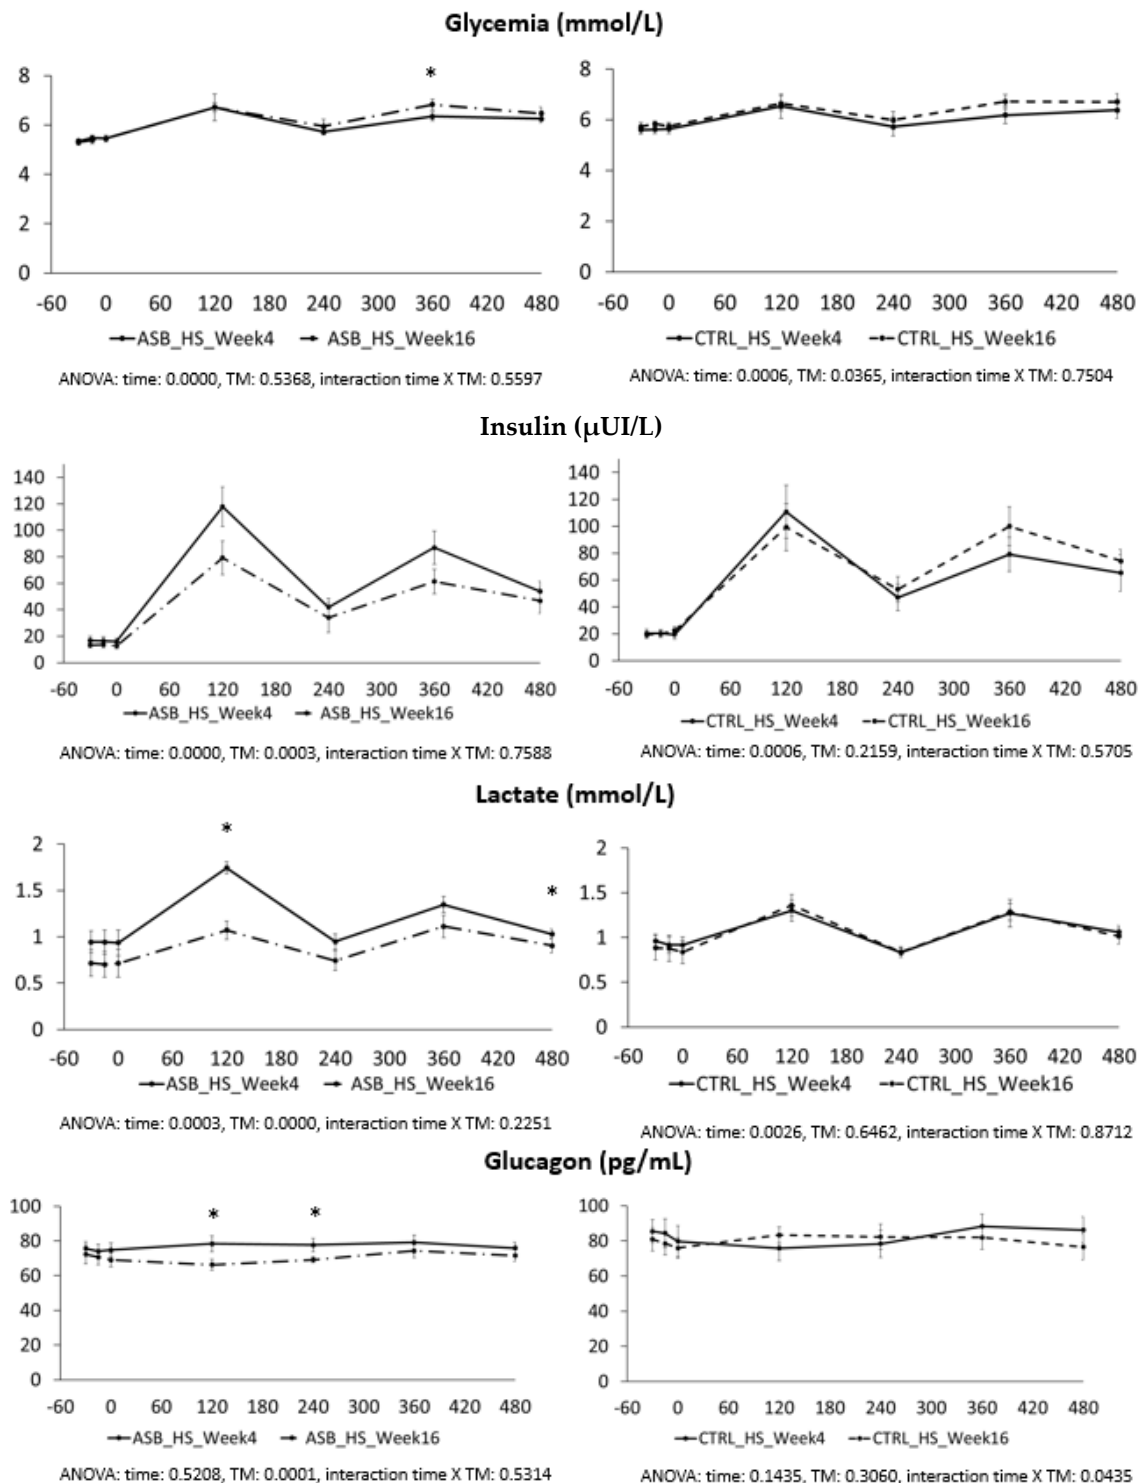 Glycemia (mmol/L)
*
8
6
4
2
0
-60 0 60 120 180 240 300 360 420 480
ASB_HS_Week4 ASB_HS_Week16
ANOVA: time: 0.0000, TM: 0.5368, interaction time X TM: 0.5597
8
6
4
2
0
-60 0 60 120 180 240 300 360 420 480
CTRL_HS_Week4 CTRL_HS_Week16
ANOVA: time: 0.0006, TM: 0.0365, interaction time X TM: 0.7504
Insulin (μUI/L)
140
120
100
80
60
40
20
0
-60 0 60 120 180 240 300 360 420 480
ASB_HS_Week4 ASB_HS_Week16
ANOVA: time: 0.0000, TM: 0.0003, interaction time X TM: 0.7588
140
120
100
80
60
40
20
0
-60 0 60 120 180 240 300 360 420 480
CTRL_HS_Week4 CTRL_HS_Week16
ANOVA: time: 0.0006, TM: 0.2159, interaction time X TM: 0.5705
Lactate (mmol/L)
* *
2
1.5
1
0.5
0
-60 0 60 120 180 240 300 360 420 480
ASB_HS_Week4 ASB_HS_Week16
ANOVA: time: 0.0003, TM: 0.0000, interaction time X TM: 0.2251
2
1.5
1
0.5
0
-60 0 60 120 180 240 300 360 420 480
CTRL_HS_Week4 CTRL_HS_Week16
ANOVA: time: 0.0026, TM: 0.6462, interaction time X TM: 0.8712
Glucagon (pg/mL)
* *
100
80
60
40
20
0
-60 0 60 120 180 240 300 360 420 480
ASB_HS_Week4 ASB_HS_Week16
ANOVA: time: 0.5208, TM: 0.0001, interaction time X TM: 0.5314
100
80
60
40
20
0
-60 0 60 120 180 240 300 360 420 480
CTRL_HS_Week4 CTRL_HS_Week16
ANOVA: time: 0.1435, TM: 0.3060, interaction time X TM: 0.0435